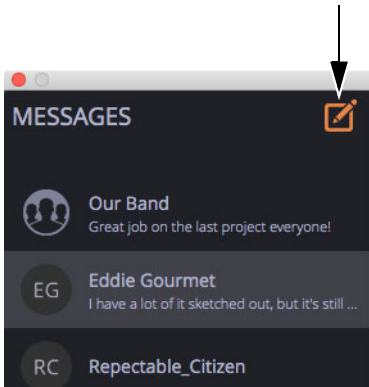 MESSAGES
Our Band
Great job on the last project everyone!
EG
Eddie Gourmet
I have a lot of it sketched out, but it's still ...
RC
Repectable_Citizen